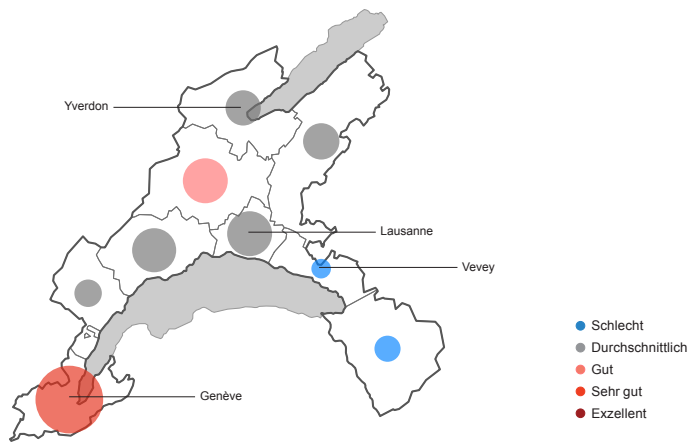 Yverdon
Lausanne
Vevey
Genève
Schlecht
Durchschnittlich
Gut
Sehr gut
Exzellent